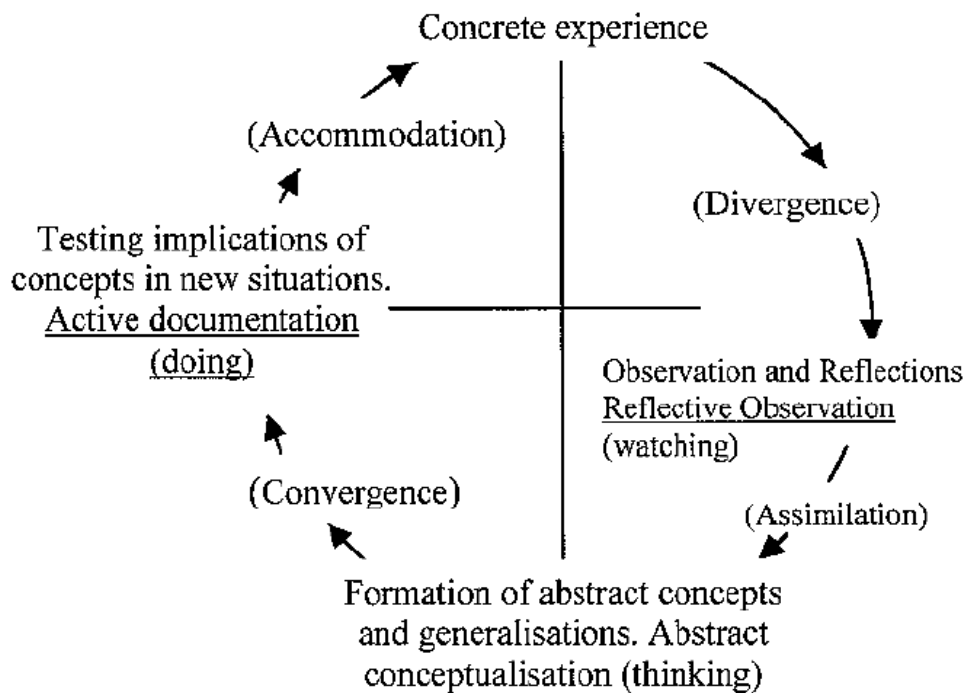 Concrete experience
(Accommodation)
(Divergence)
Testing implications of
concepts in new situations.
Active documentation
(doing)
Observation and Reflections
Reflective Observation
(watching)
(Convergence)
(Assimilation)
Formation of abstract concepts
and generalisations. Abstract
conceptualisation (thinking)